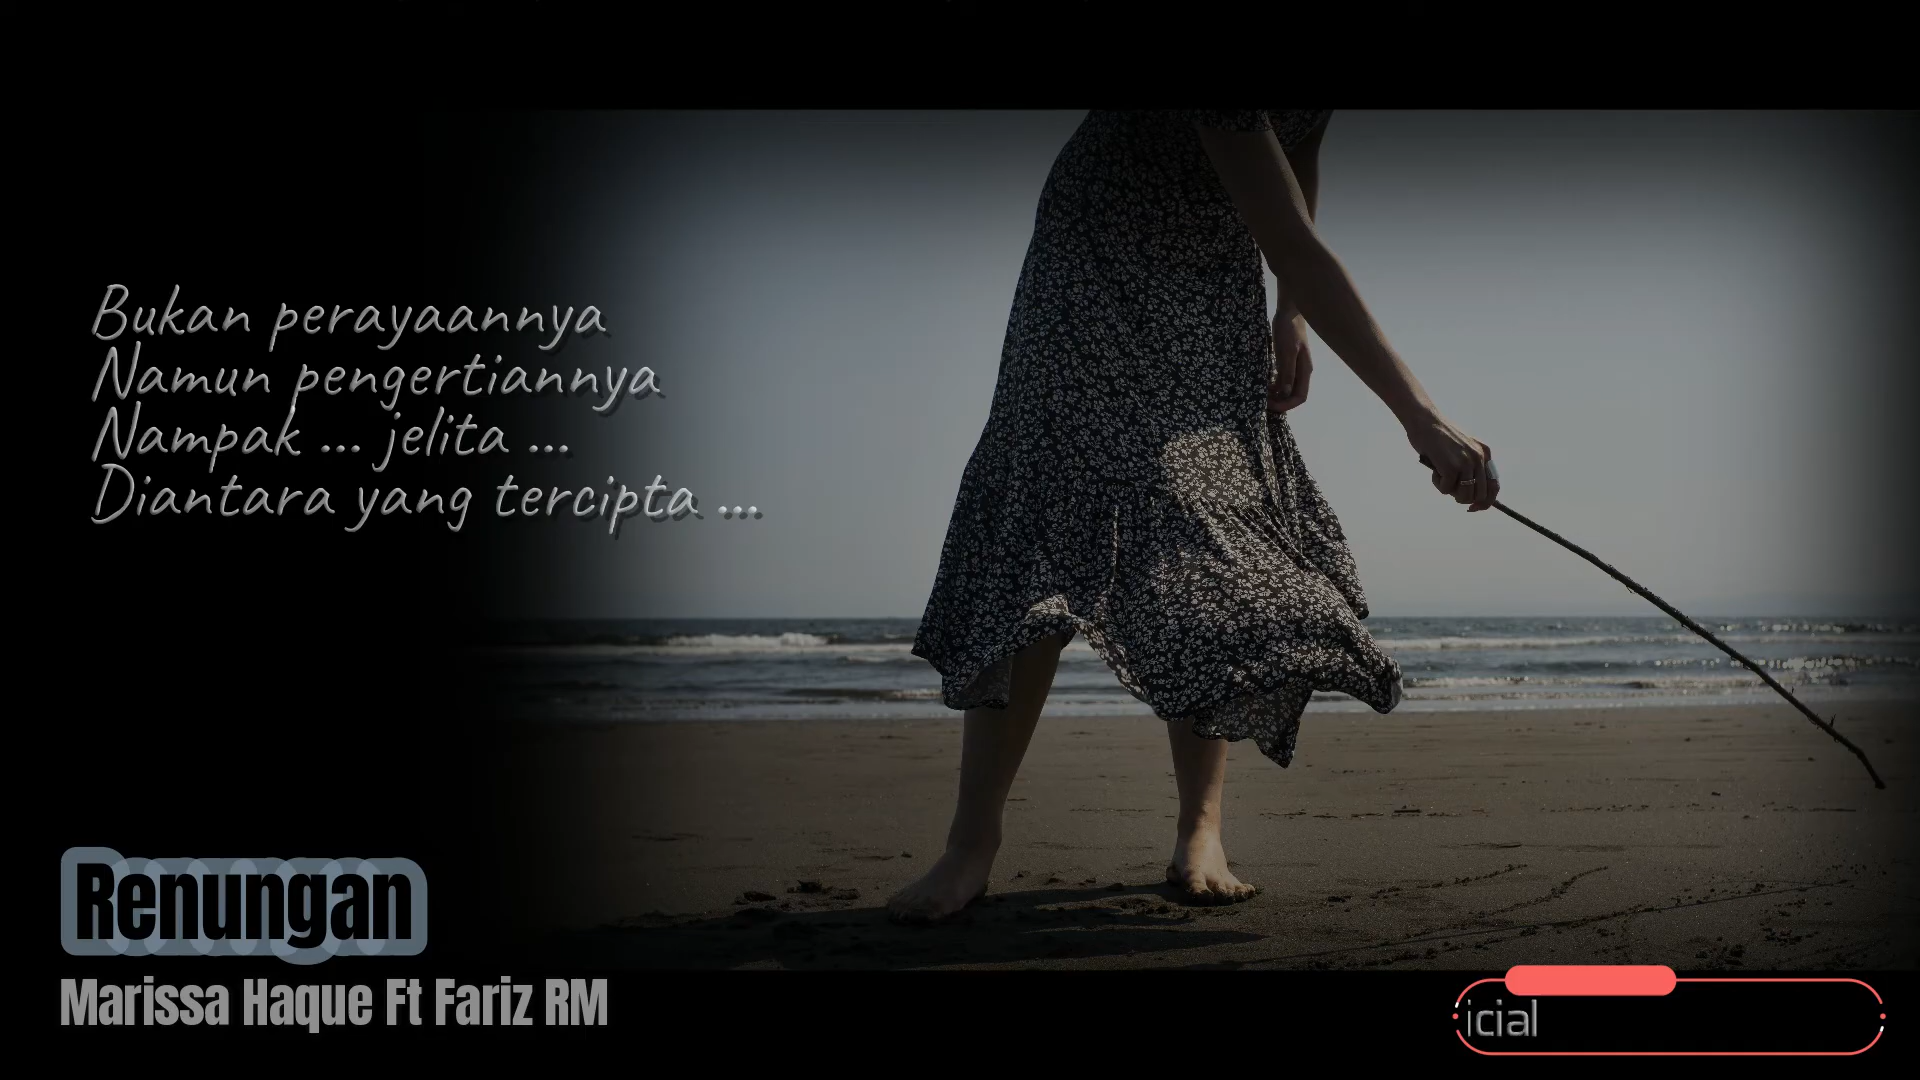 Bukan perayaannya
Namun pengertiannya
Nampak ... jelita ...
Diantara yang tercipta ...
Renungan
Marissa Haque Ft Fariz RM
icial